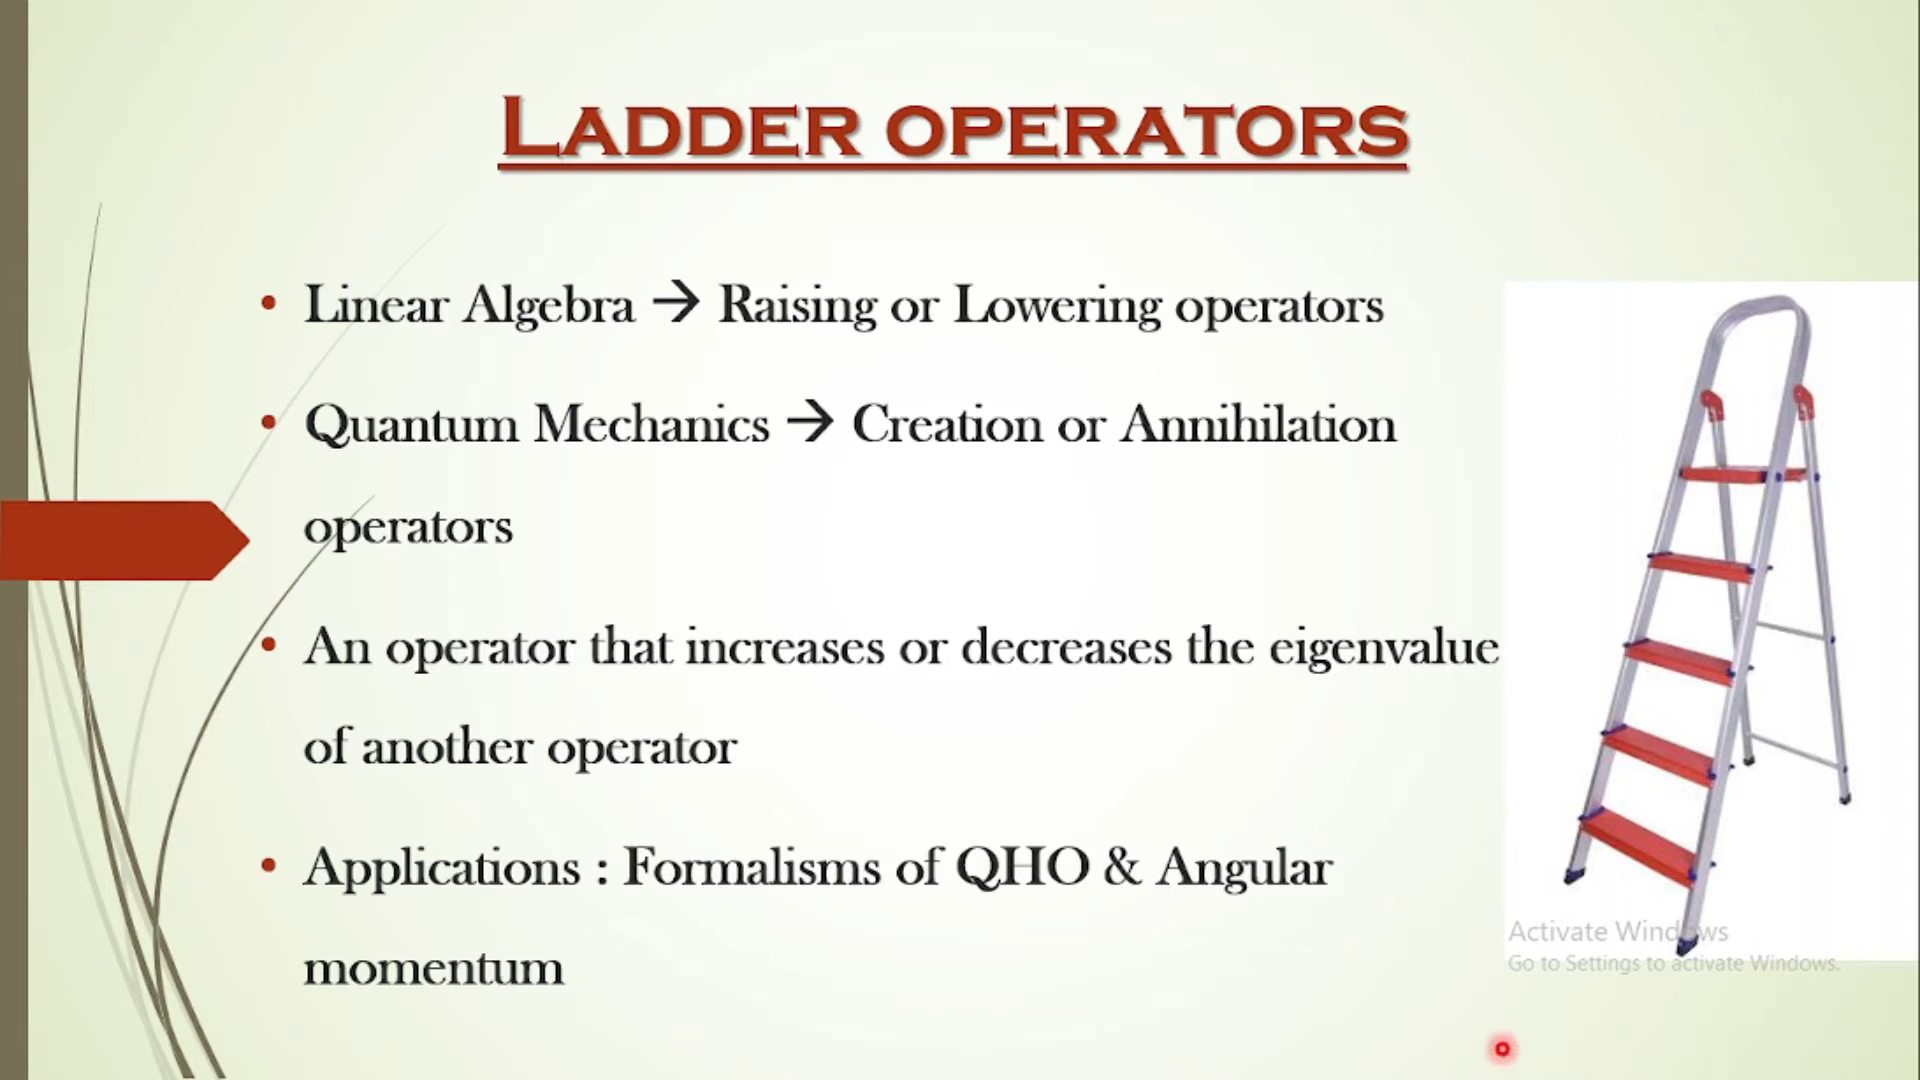 LADDER OPERATORS
• Linear Algebra → Raising or Lowering operators
• Quantum Mechanics → Creation or Annihilation
operators
• An operator that increases or decreases the eigenvalue
of another operator
• Applications : Formalisms of QHO & Angular
momentum
Activate Windows
Go to Settings to activate Windows.